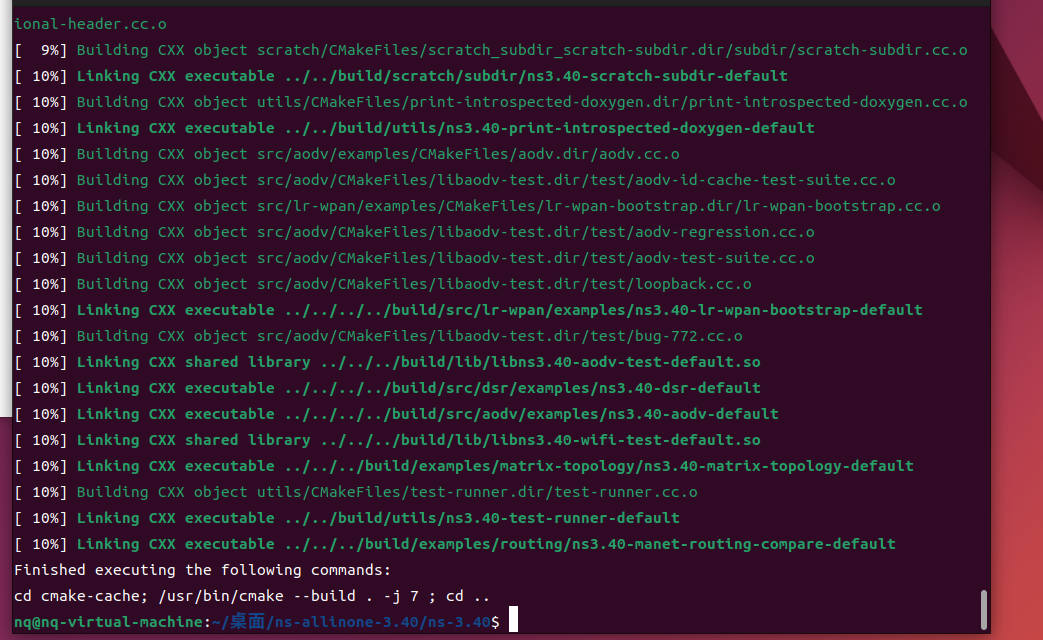 ional-header.cc.o
[  9%] Building CXX object scratch/CMakeFiles/scratch_subdir_scratch-subdir.dir/subdir/scratch-subdir.cc.o
[ 10%] Linking CXX executable ../../build/scratch/subdir/ns3.40-scratch-subdir-default
[ 10%] Building CXX object utils/CMakeFiles/print-introspected-doxygen.dir/print-introspected-doxygen.cc.o
[ 10%] Linking CXX executable ../../build/utils/ns3.40-print-introspected-doxygen-default
[ 10%] Building CXX object src/aodv/examples/CMakeFiles/aodv.dir/aodv.cc.o
[ 10%] Building CXX object src/aodv/CMakeFiles/libaodv-test.dir/test/aodv-id-cache-test-suite.cc.o
[ 10%] Building CXX object src/lr-wpan/examples/CMakeFiles/lr-wpan-bootstrap.dir/lr-wpan-bootstrap.cc.o
[ 10%] Building CXX object src/aodv/CMakeFiles/libaodv-test.dir/test/aodv-regression.cc.o
[ 10%] Building CXX object src/aodv/CMakeFiles/libaodv-test.dir/test/aodv-test-suite.cc.o
[ 10%] Building CXX object src/aodv/CMakeFiles/libaodv-test.dir/test/loopback.cc.o
[ 10%] Linking CXX executable ../../../../build/src/lr-wpan/examples/ns3.40-lr-wpan-bootstrap-default
[ 10%] Building CXX object src/aodv/CMakeFiles/libaodv-test.dir/test/bug-772.cc.o
[ 10%] Linking CXX shared library ../../../build/lib/libns3.40-aodv-test-default.so
[ 10%] Linking CXX executable ../../../../build/src/dsr/examples/ns3.40-dsr-default
[ 10%] Linking CXX executable ../../../../build/src/aodv/examples/ns3.40-aodv-default
[ 10%] Linking CXX shared library ../../../build/lib/libns3.40-wifi-test-default.so
[ 10%] Linking CXX executable ../../../build/examples/matrix-topology/ns3.40-matrix-topology-default
[ 10%] Building CXX object utils/CMakeFiles/test-runner.dir/test-runner.cc.o
[ 10%] Linking CXX executable ../../build/utils/ns3.40-test-runner-default
[ 10%] Linking CXX executable ../../../build/examples/routing/ns3.40-manet-routing-compare-default
Finished executing the following commands:
cd cmake-cache; /usr/bin/cmake --build . -j 7 ; cd ..
nq@nq-virtual-machine:~/桌面/ns-allinone-3.40/ns-3.40$